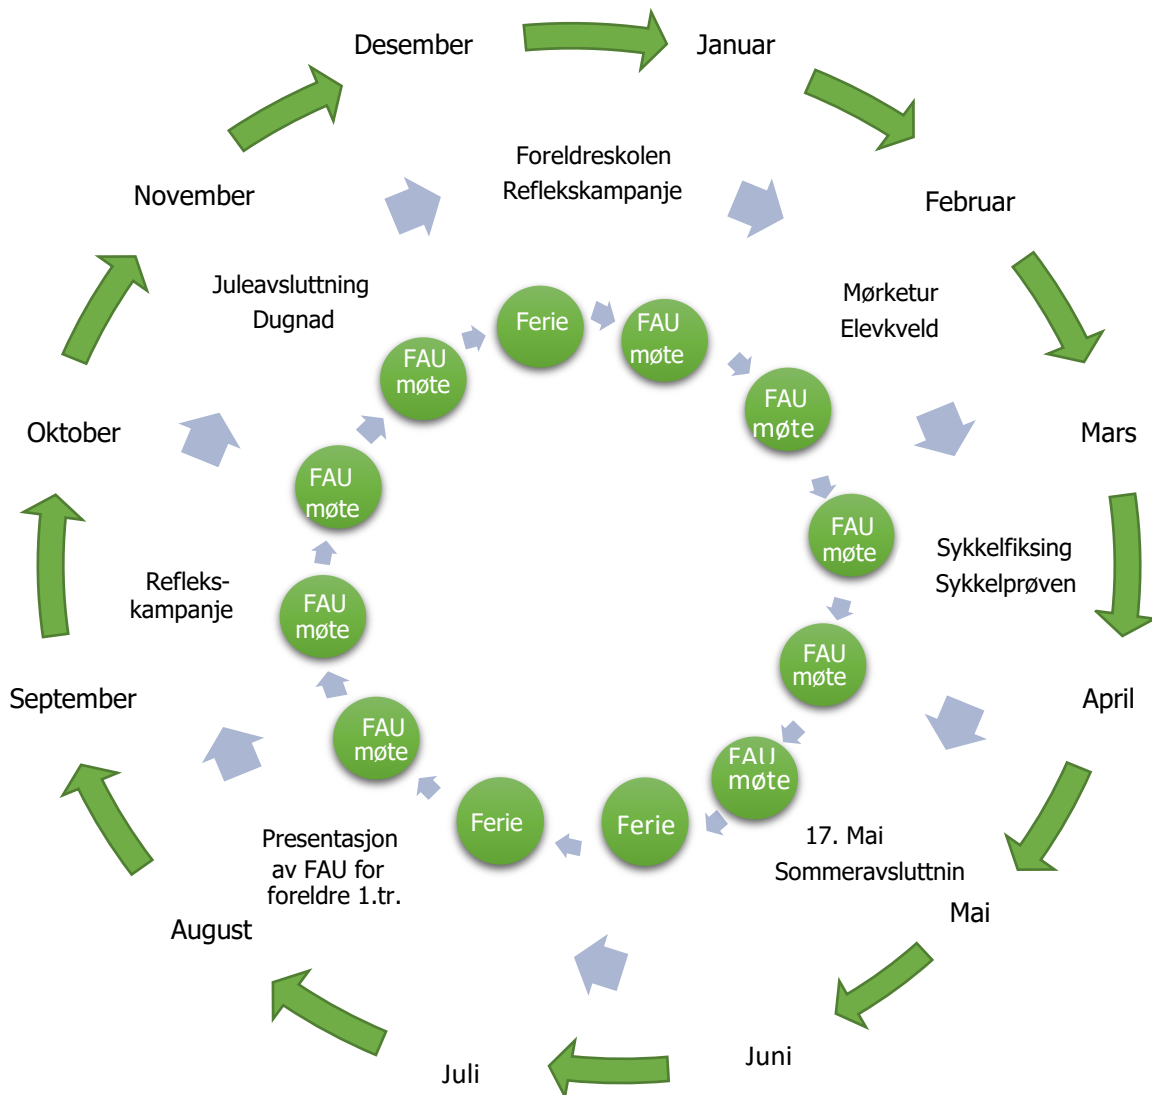 Desember
Januar
Februar
Mars
April
Mai
Juni
Juli
August
September
Oktober
November
Foreldreskolen
Reflekskampanje
Mørketur
Elevkveld
Sykkelfiksing
Sykkelprøven
17. Mai
Sommeravsluttnin
Presentasjon
av FAU for
foreldre 1.tr.
Refleks-
kampanje
Juleavsluttning
Dugnad
Ferie
FAU
møte
FAU
møte
FAU
møte
FAU
møte
FAU
møte
Ferie
Ferie
FAU
møte
FAU
møte
FAU
møte
FAU
møte